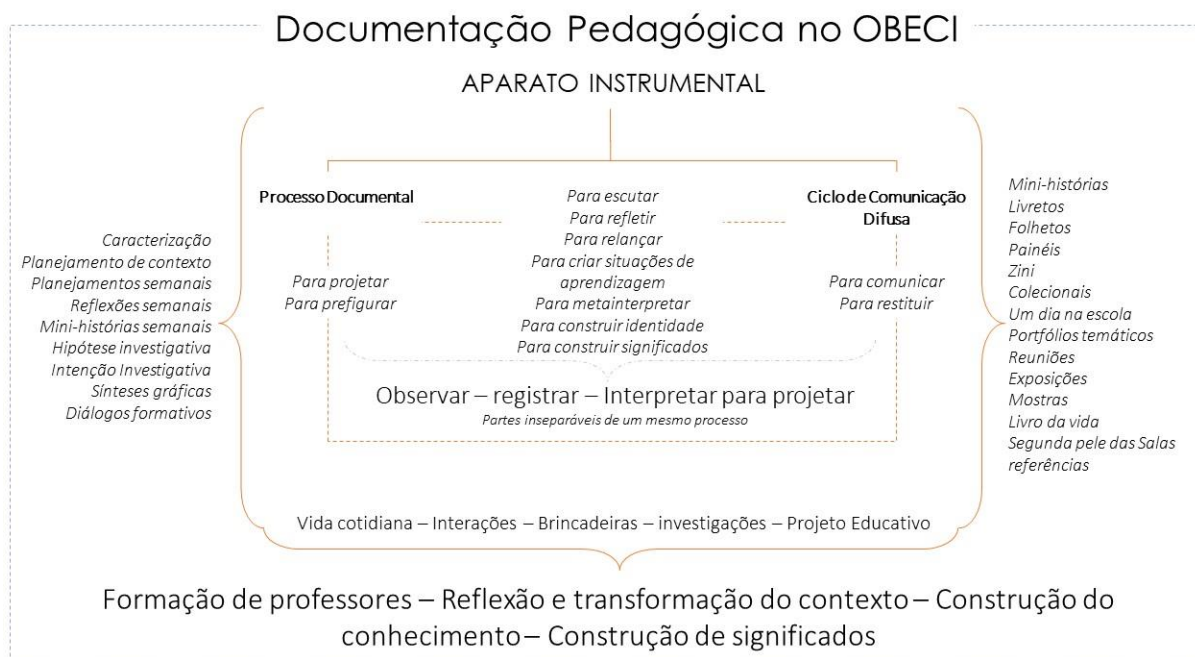 Documentação Pedagógica no OBECI
APARATO INSTRUMENTAL
Caracterização
Planejamento de contexto
Planejamentos semanais
Reflexões semanais
Mini-histórias semanais
Hipótese investigativa
Intenção Investigativa
Sínteses gráficas
Diálogos formativos
Processo Documental
Para projetar
Para prefigurar
Para escutar
Para refletir
Para relançar
Para criar situações de
aprendizagem
Para metainterpretar
Para construir identidade
Para construir significados
Ciclo de Comunicação
Difusa
Para comunicar
Para restituir
Mini-histórias
Livretos
Folhetos
Painéis
Zini
Colecionais
Um dia na escola
Portfólios temáticos
Reuniões
Exposições
Mostras
Livro da vida
Segunda pele das Salas
referências
Observar – registrar – Interpretar para projetar
Partes inseparáveis de um mesmo processo
Vida cotidiana – Interações – Brincadeiras – investigações – Projeto Educativo
Formação de professores – Reflexão e transformação do contexto – Construção do
conhecimento – Construção de significados